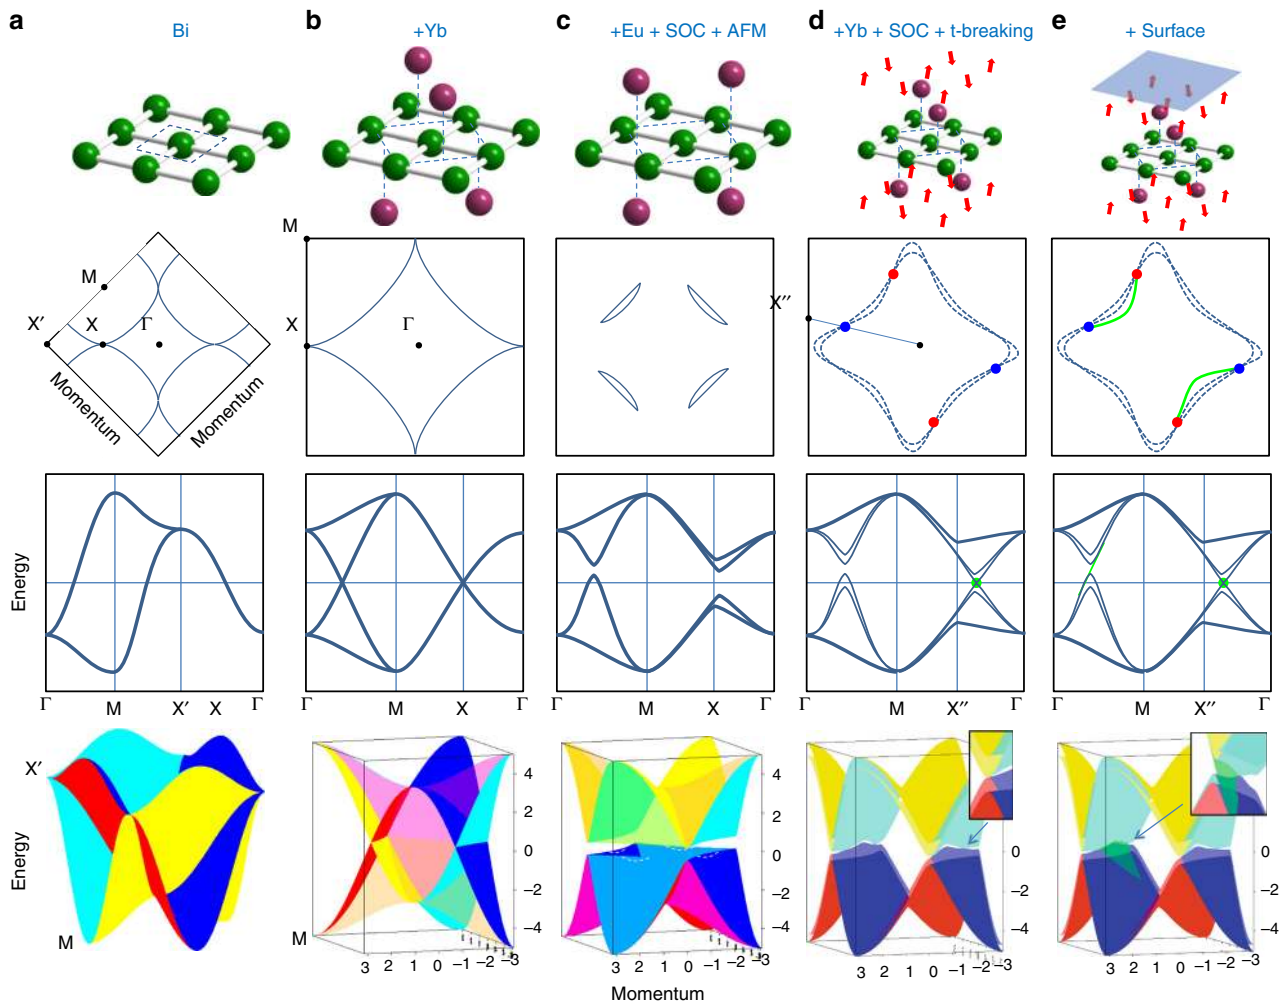 a b c d e
Bi +Yb +Eu + SOC + AFM +Yb + SOC + t-breaking + Surface
M
M X′ X Γ X Γ X′′
Momentum Momentum
Energy
Γ M X′ X Γ Γ M X Γ M X Γ M X′′ Γ M X′′ Γ
X′
Energy
M
4 2 0 −2 −4
M
3 2 1 0 −1 −2 −3
4 2 0 −2 −4
3 2 1 0 −1 −2 −3
0 −2 −4
3 2 1 0 −1 −2 −3
0 −2 −4
3 2 1 0 −1 −2 −3
Momentum